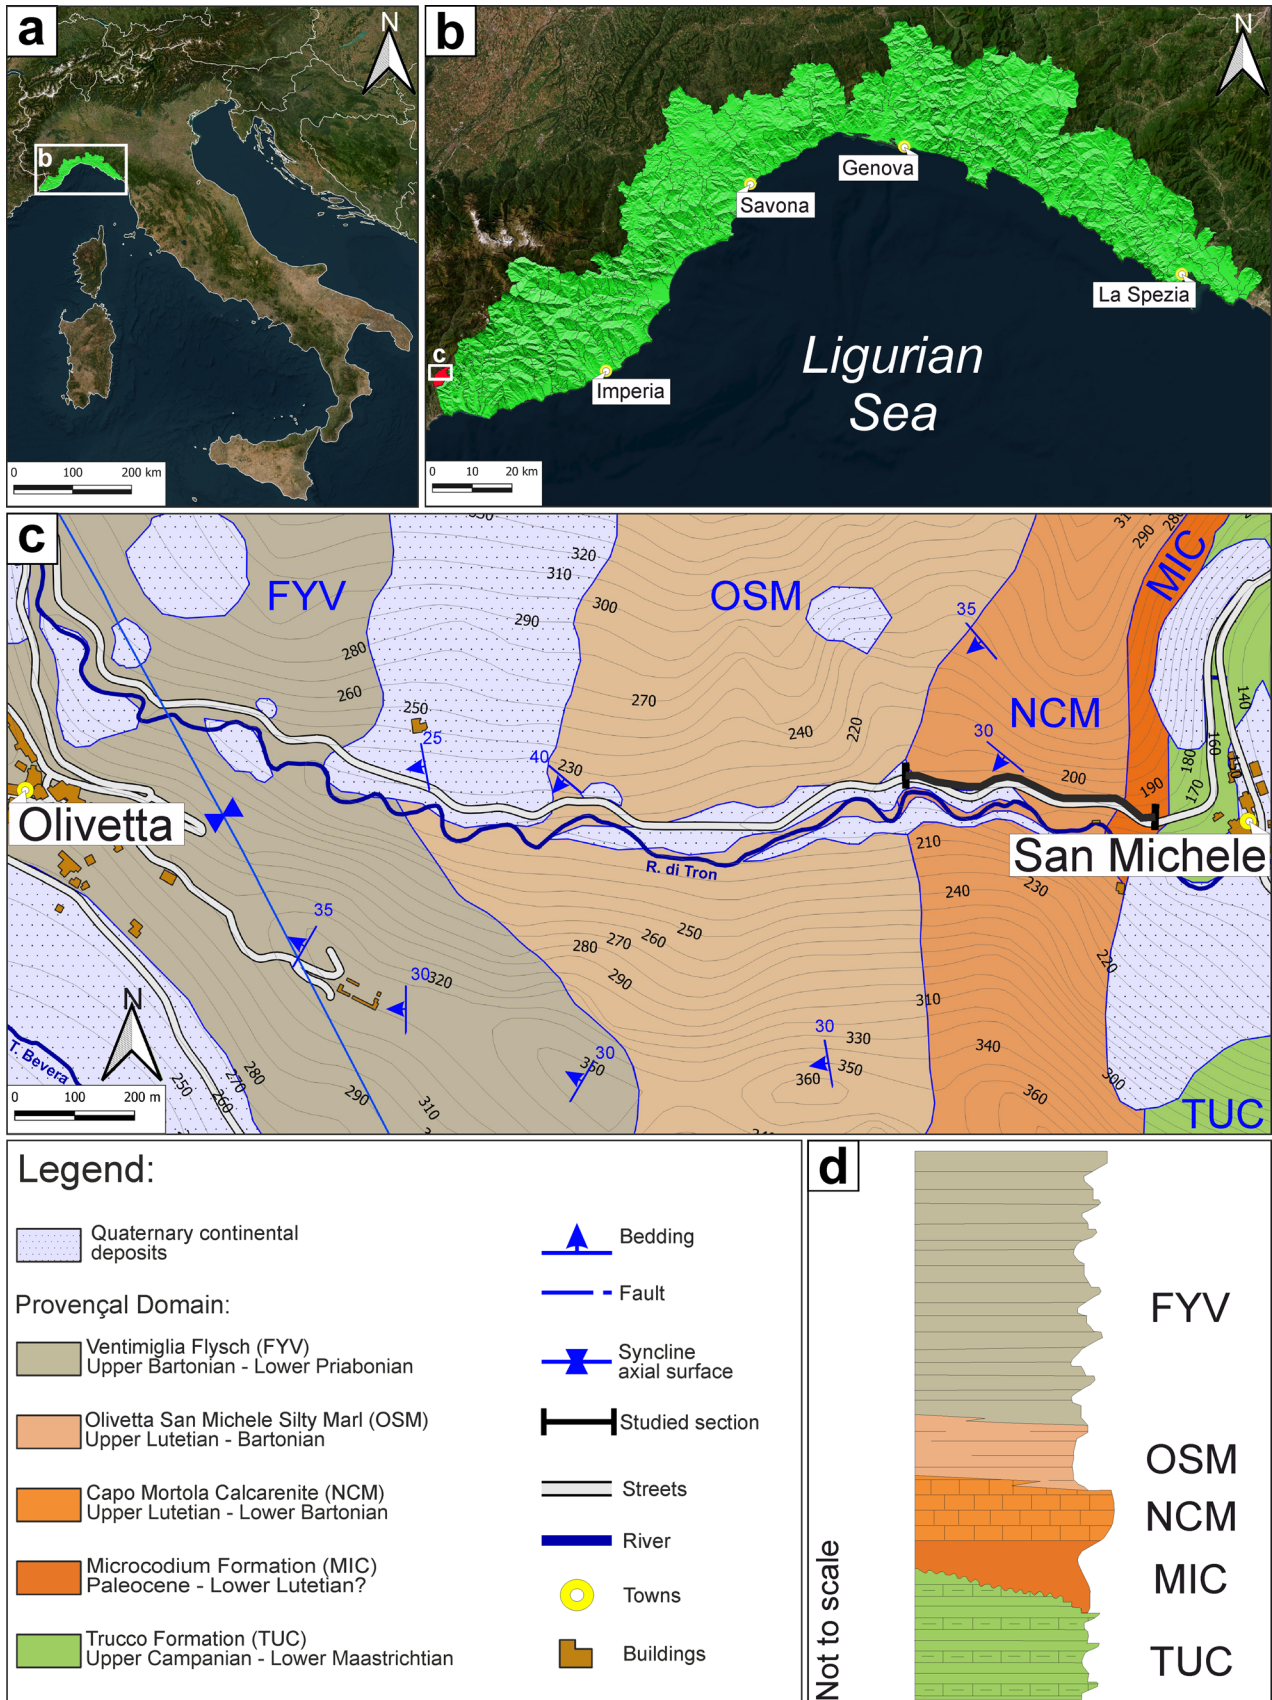 a
N
b
0 100 200 km
b
N
Genova
Savona
La Spezia
c
Imperia
Ligurian
Sea
0 10 20 km
c
FYV
OSM
MIC
NCM
TUC
320
310
300
290
280
260
250
270
240
220
230
290
200
190
180
170
160
150
140
35
30
25
40
Olivetta
San Michele
R. di Tron
210
240
230
220
250
260
270
280
290
310
300
330
340
350
360
360
35
30
320
30
350
30
N
T. Bevera
0 100 200 m
250
260
270
280
290
310
Legend:
Quaternary continental
deposits
Provençal Domain:
Ventimiglia Flysch (FYV)
Upper Bartonian - Lower Priabonian
Olivetta San Michele Silty Marl (OSM)
Upper Lutetian - Bartonian
Capo Mortola Calcarenite (NCM)
Upper Lutetian - Lower Bartonian
Microcodium Formation (MIC)
Paleocene - Lower Lutetian?
Trucco Formation (TUC)
Upper Campanian - Lower Maastrichtian
Bedding
Fault
Syncline
axial surface
Studied section
Streets
River
Towns
Buildings
d
FYV
OSM
NCM
MIC
TUC
Not to scale